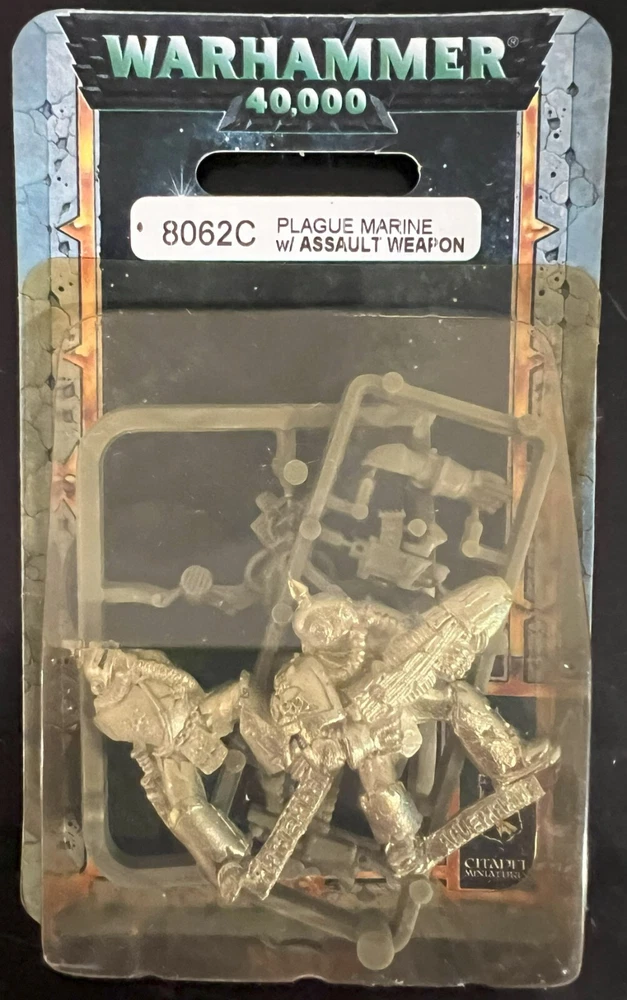 WARHAMMER®
40,000
8062C PLAGUE MARINE
w/ ASSAULT WEAPON
CITADEL
MINIATURES